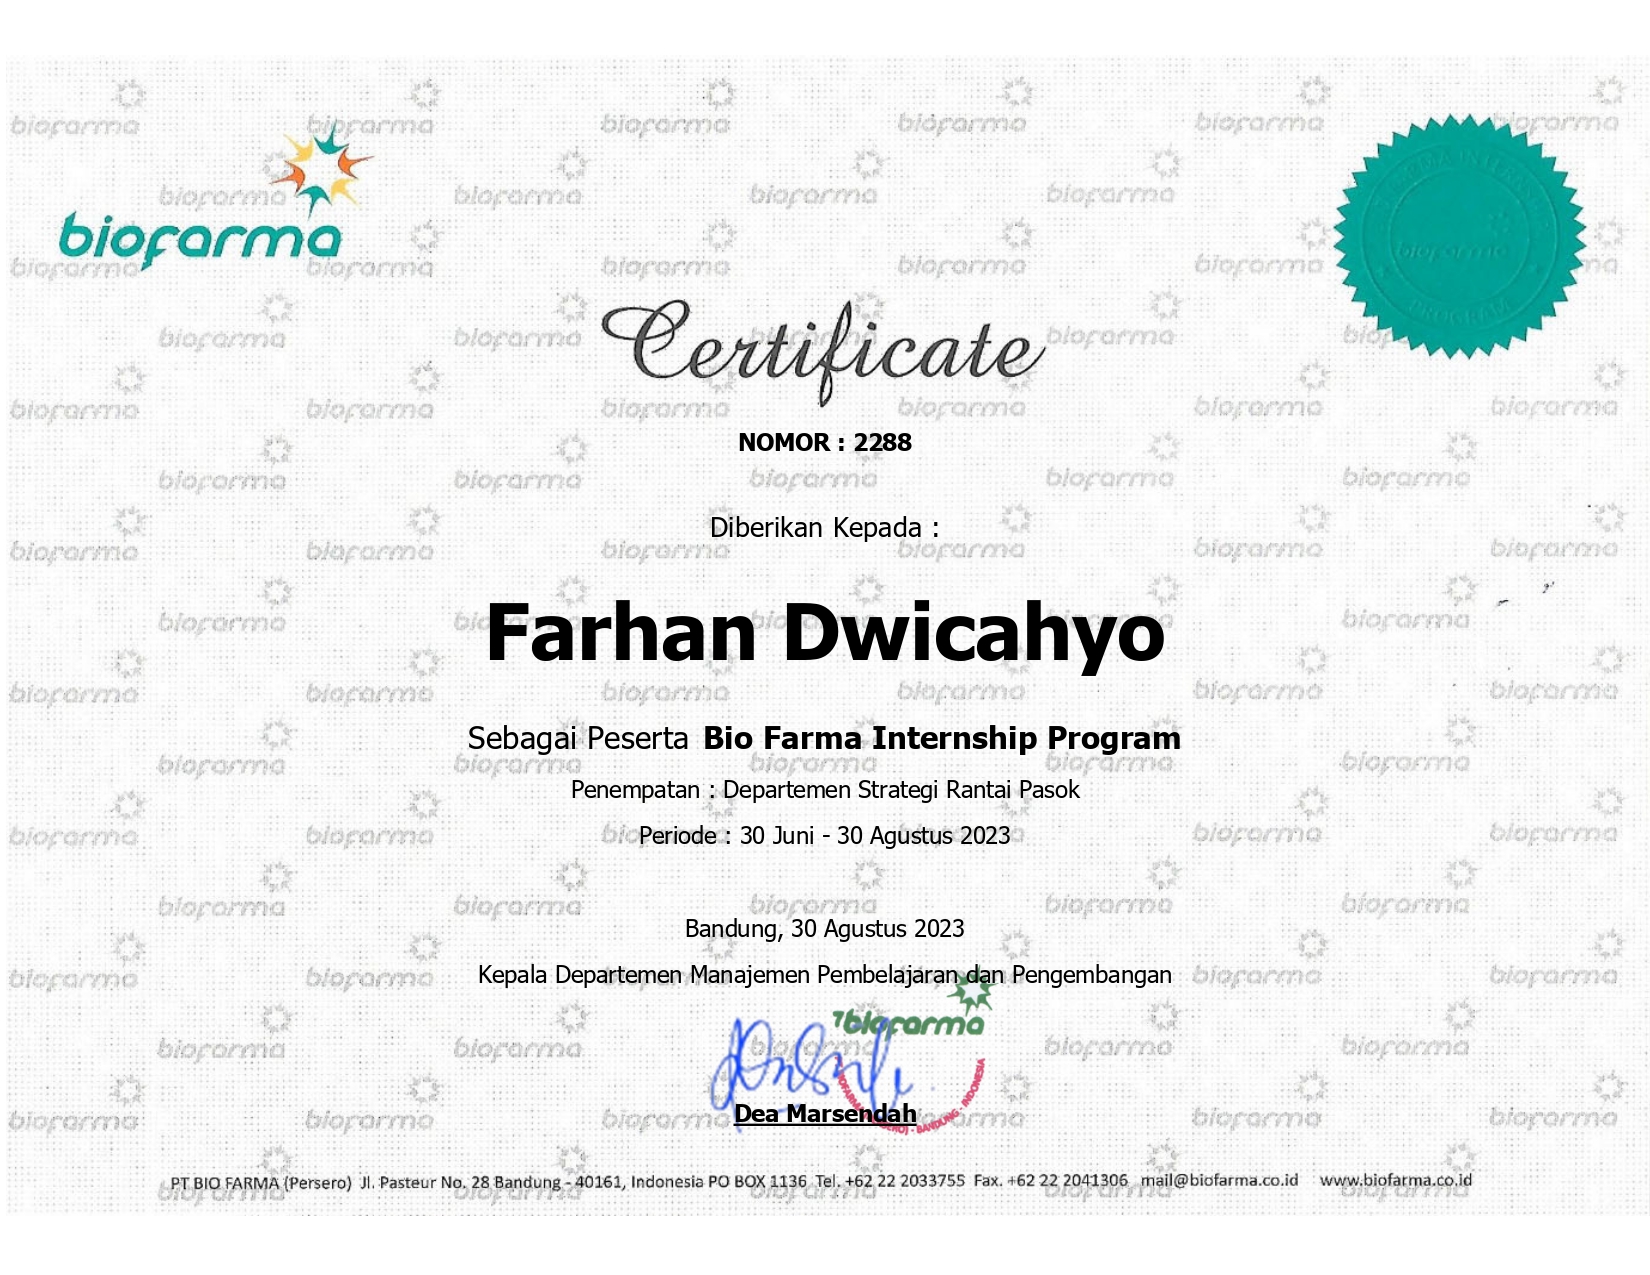 biofarma
Certificate
NOMOR : 2288
Diberikan Kepada :
Farhan Dwicahyo
Sebagai Peserta Bio Farma Internship Program
Penempatan : Departemen Strategi Rantai Pasok
Periode : 30 Juni - 30 Agustus 2023
Bandung, 30 Agustus 2023
Kepala Departemen Manajemen Pembelajaran dan Pengembangan
biofarma
BANDUNG - INDONESIA
Dea Marsendah
PT BIO FARMA (Persero) Jl. Pasteur No. 28 Bandung - 40161, Indonesia PO BOX 1136 Tel. +62 22 2033755 Fax. +62 22 2041306 mail@biofarma.co.id www.biofarma.co.id